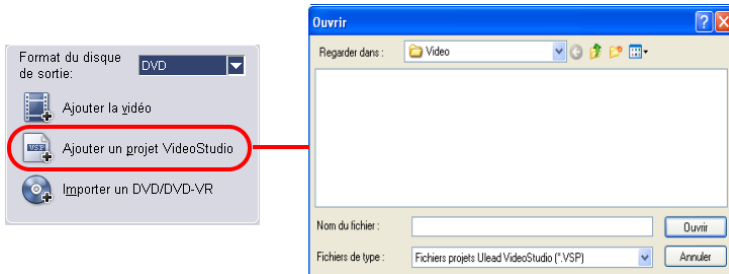 Format du disque
de sortie:
DVD
Ajouter la vidéo
VSP
Ajouter un projet VideoStudio
Importer un DVD/DVD-VR
Ouvrir
Regarder dans :
Video
Nom du fichier :
Ouvrir
Fichiers de type :
Fichiers projets Ulead VideoStudio (*.VSP)
Annuler